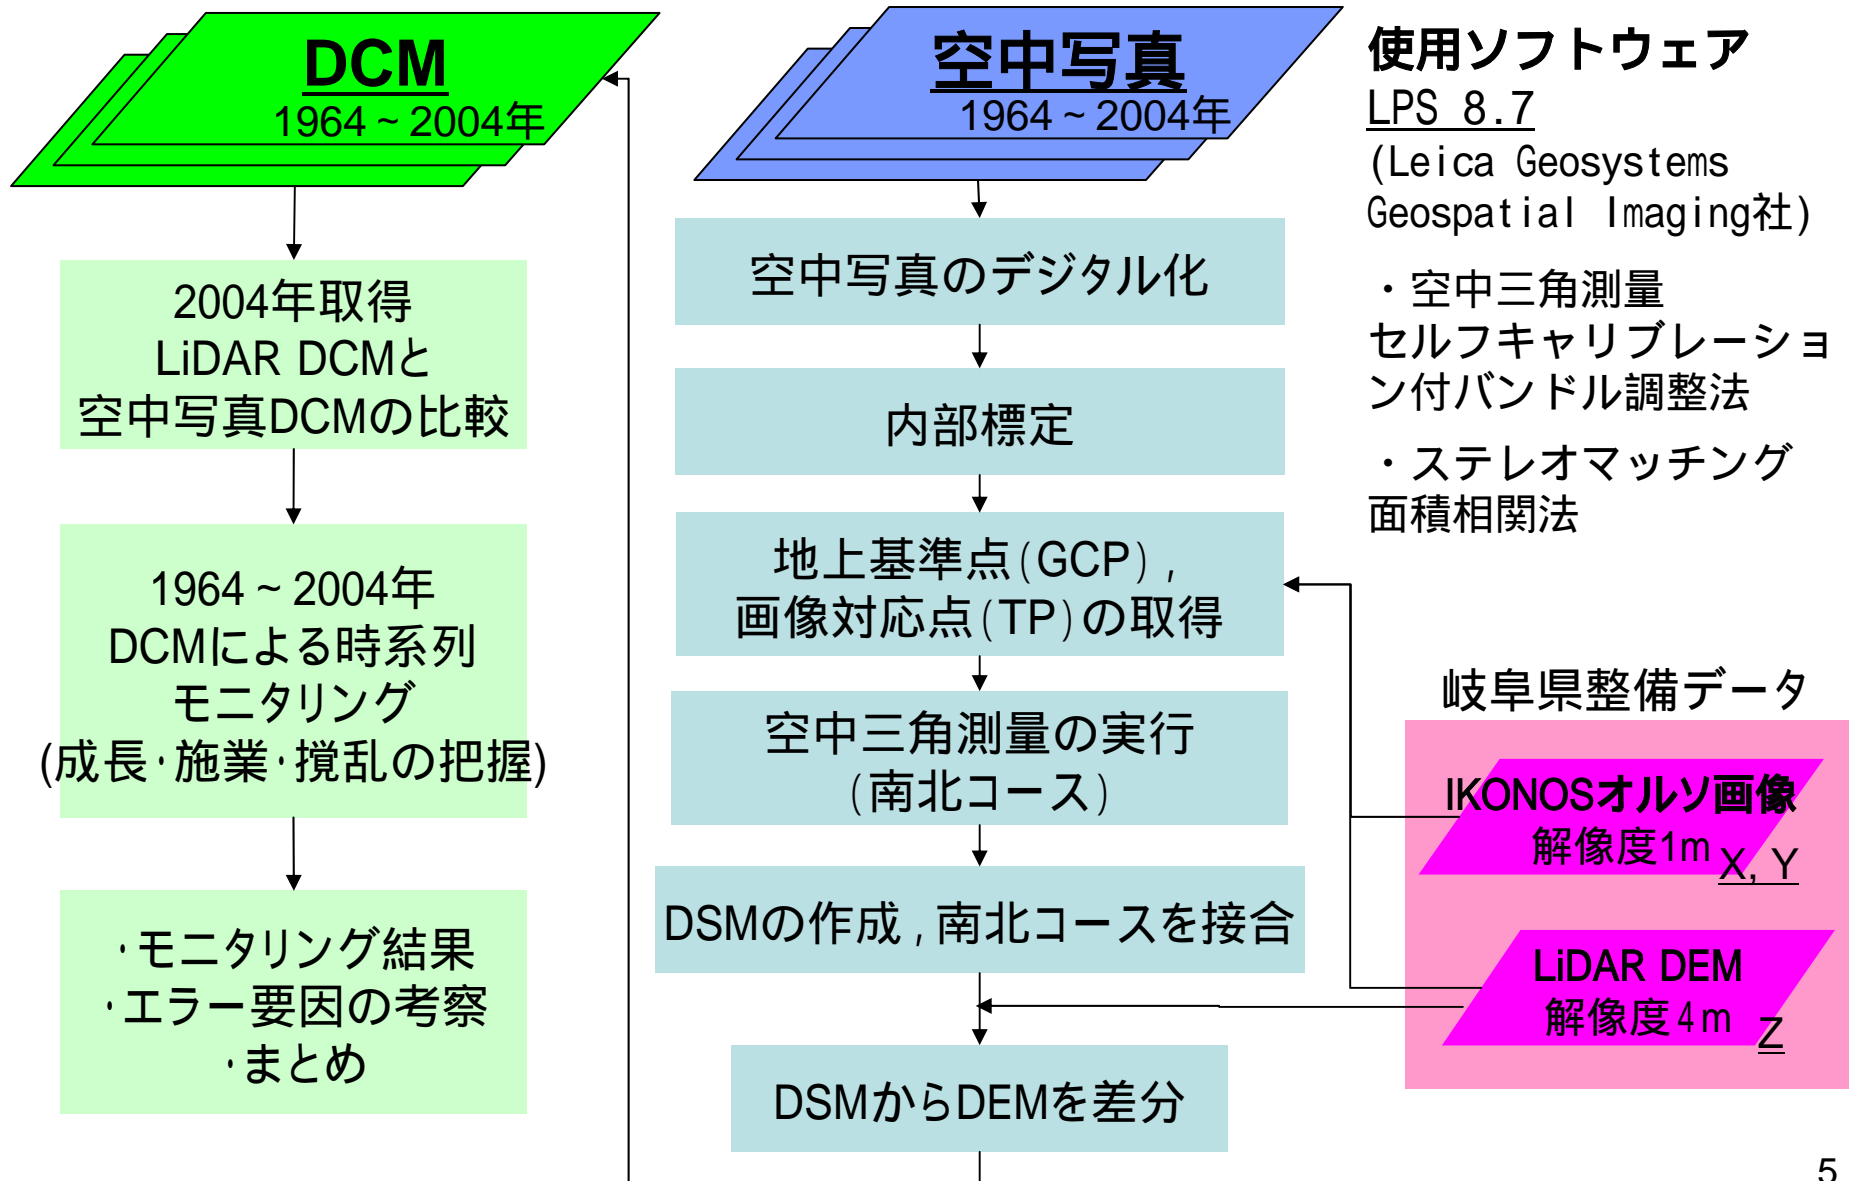 DCM
1964 ~ 2004年
2004年取得
LiDAR DCMと
空中写真DCMの比較
1964 ~ 2004年
DCMによる時系列
モニタリング
(成長・施業・撹乱の把握)
・モニタリング結果
・エラー要因の考察
・まとめ
空中写真
1964 ~ 2004年
空中写真のデジタル化
内部標定
地上基準点(GCP),
画像対応点(TP)の取得
空中三角測量の実行
(南北コース)
DSMの作成,南北コースを接合
DSMからDEMを差分
使用ソフトウェア
LPS 8.7
(Leica Geosystems
Geospatial Imaging社)
・空中三角測量
セルフキャリブレーショ
ン付バンドル調整法
・ステレオマッチング
面積相関法
岐阜県整備データ
IKONOSオルソ画像
解像度1m
X, Y
LiDAR DEM
解像度4m
Z
5